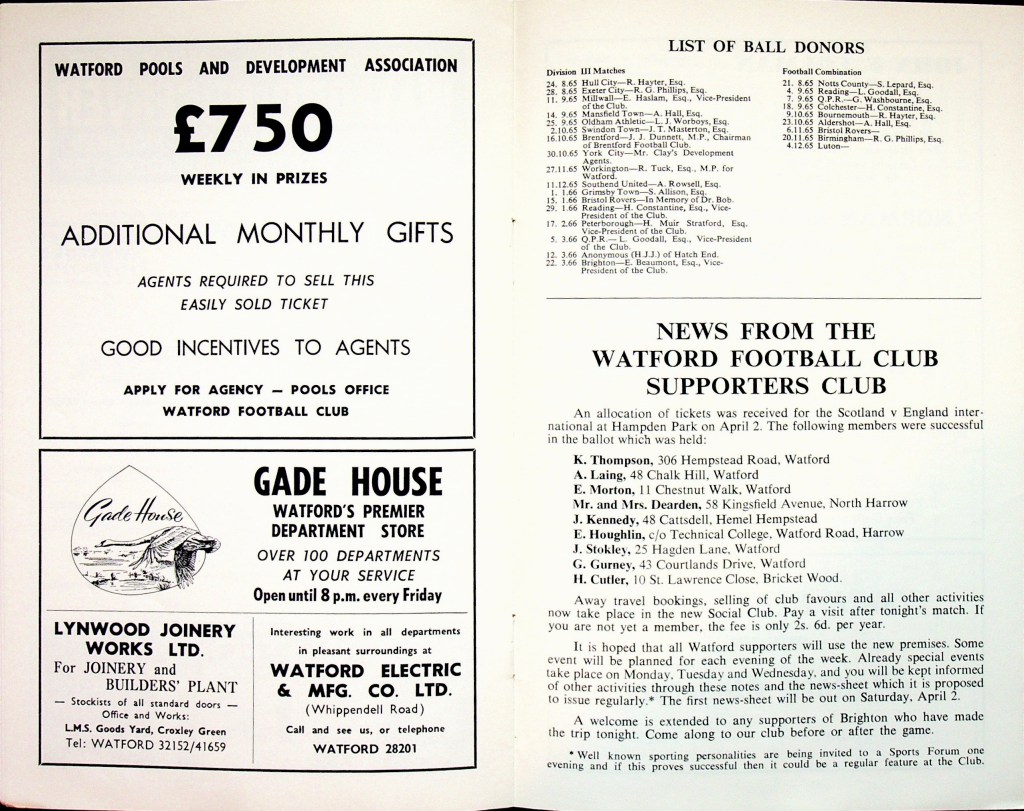 WATFORD POOLS AND DEVELOPMENT ASSOCIATION
£750
WEEKLY IN PRIZES
ADDITIONAL MONTHLY GIFTS
AGENTS REQUIRED TO SELL THIS
EASILY SOLD TICKET
GOOD INCENTIVES TO AGENTS
APPLY FOR AGENCY — POOLS OFFICE
WATFORD FOOTBALL CLUB
Gade House
GADE HOUSE
WATFORD'S PREMIER
DEPARTMENT STORE
OVER 100 DEPARTMENTS
AT YOUR SERVICE
Open until 8 p.m. every Friday
LYNWOOD JOINERY
WORKS LTD.
For JOINERY and
BUILDERS' PLANT
— Stockists of all standard doors —
Office and Works:
L.M.S. Goods Yard, Croxley Green
Tel: WATFORD 32152/41659
Interesting work in all departments
in pleasant surroundings at
WATFORD ELECTRIC
& MFG. CO. LTD.
(Whippendell Road)
Call and see us, or telephone
WATFORD 28201
LIST OF BALL DONORS
Division III Matches
24. 8.65 Hull City—R. Hayter, Esq.
28. 8.65 Exeter City—R. G. Phillips, Esq.
11. 9.65 Millwall—E. Haslam, Esq., Vice-President
of the Club.
14. 9.65 Mansfield Town—A. Hall, Esq.
25. 9.65 Oldham Athletic—L. J. Worboys, Esq.
2.10.65 Swindon Town—J. T. Masterton, Esq.
16.10.65 Brentford—J. J. Dunnett, M.P., Chairman
of Brentford Football Club.
30.10.65 York City—Mr. Clay's Development
Agents.
27.11.65 Workington—R. Tuck, Esq., M.P. for
Watford.
11.12.65 Southend United—A. Rowsell, Esq.
1. 1.66 Grimsby Town—S. Allison, Esq.
15. 1.66 Bristol Rovers—In Memory of Dr. Bob.
29. 1.66 Reading—H. Constantine, Esq., Vice-
President of the Club.
17. 2.66 Peterborough—H. Muir Stratford, Esq.
Vice-President of the Club.
5. 3.66 Q.P.R.— L. Goodall, Esq., Vice-President
of the Club.
12. 3.66 Anonymous (H.J.J.) of Hatch End.
22. 3.66 Brighton—E. Beaumont, Esq., Vice-
President of the Club.
Football Combination
21. 8.65 Notts County—S. Lepard, Esq.
4. 9.65 Reading—L. Goodall, Esq.
7. 9.65 Q.P.R.—G. Washbourne, Esq.
18. 9.65 Colchester—H. Constantine, Esq.
9.10.65 Bournemouth—R. Hayter, Esq.
23.10.65 Aldershot—A. Hall, Esq.
6.11.65 Bristol Rovers—
20.11.65 Birmingham—R. G. Phillips, Esq.
4.12.65 Luton—
NEWS FROM THE
WATFORD FOOTBALL CLUB
SUPPORTERS CLUB
An allocation of tickets was received for the Scotland v England inter-
national at Hampden Park on April 2. The following members were successful
in the ballot which was held:
K. Thompson, 306 Hempstead Road, Watford
A. Laing, 48 Chalk Hill, Watford
E. Morton, 11 Chestnut Walk, Watford
Mr. and Mrs. Dearden, 58 Kingsfield Avenue, North Harrow
J. Kennedy, 48 Cattsdell, Hemel Hempstead
E. Houghlin, c/o Technical College, Watford Road, Harrow
J. Stokley, 25 Hagden Lane, Watford
G. Gurney, 43 Courtlands Drive, Watford
H. Cutler, 10 St. Lawrence Close, Bricket Wood.
Away travel bookings, selling of club favours and all other activities
now take place in the new Social Club. Pay a visit after tonight's match. If
you are not yet a member, the fee is only 2s. 6d. per year.
It is hoped that all Watford supporters will use the new premises. Some
event will be planned for each evening of the week. Already special events
take place on Monday, Tuesday and Wednesday, and you will be kept informed
of other activities through these notes and the news-sheet which it is proposed
to issue regularly.* The first news-sheet will be out on Saturday, April 2.
A welcome is extended to any supporters of Brighton who have made
the trip tonight. Come along to our club before or after the game.
* Well known sporting personalities are being invited to a Sports Forum one
evening and if this proves successful then it could be a regular feature at the Club.